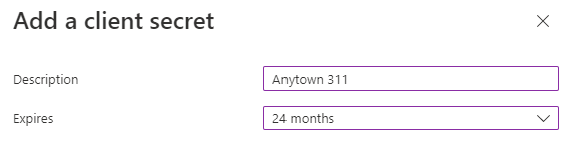 Add a client secret
Description Anytown 311
Expires 24 months